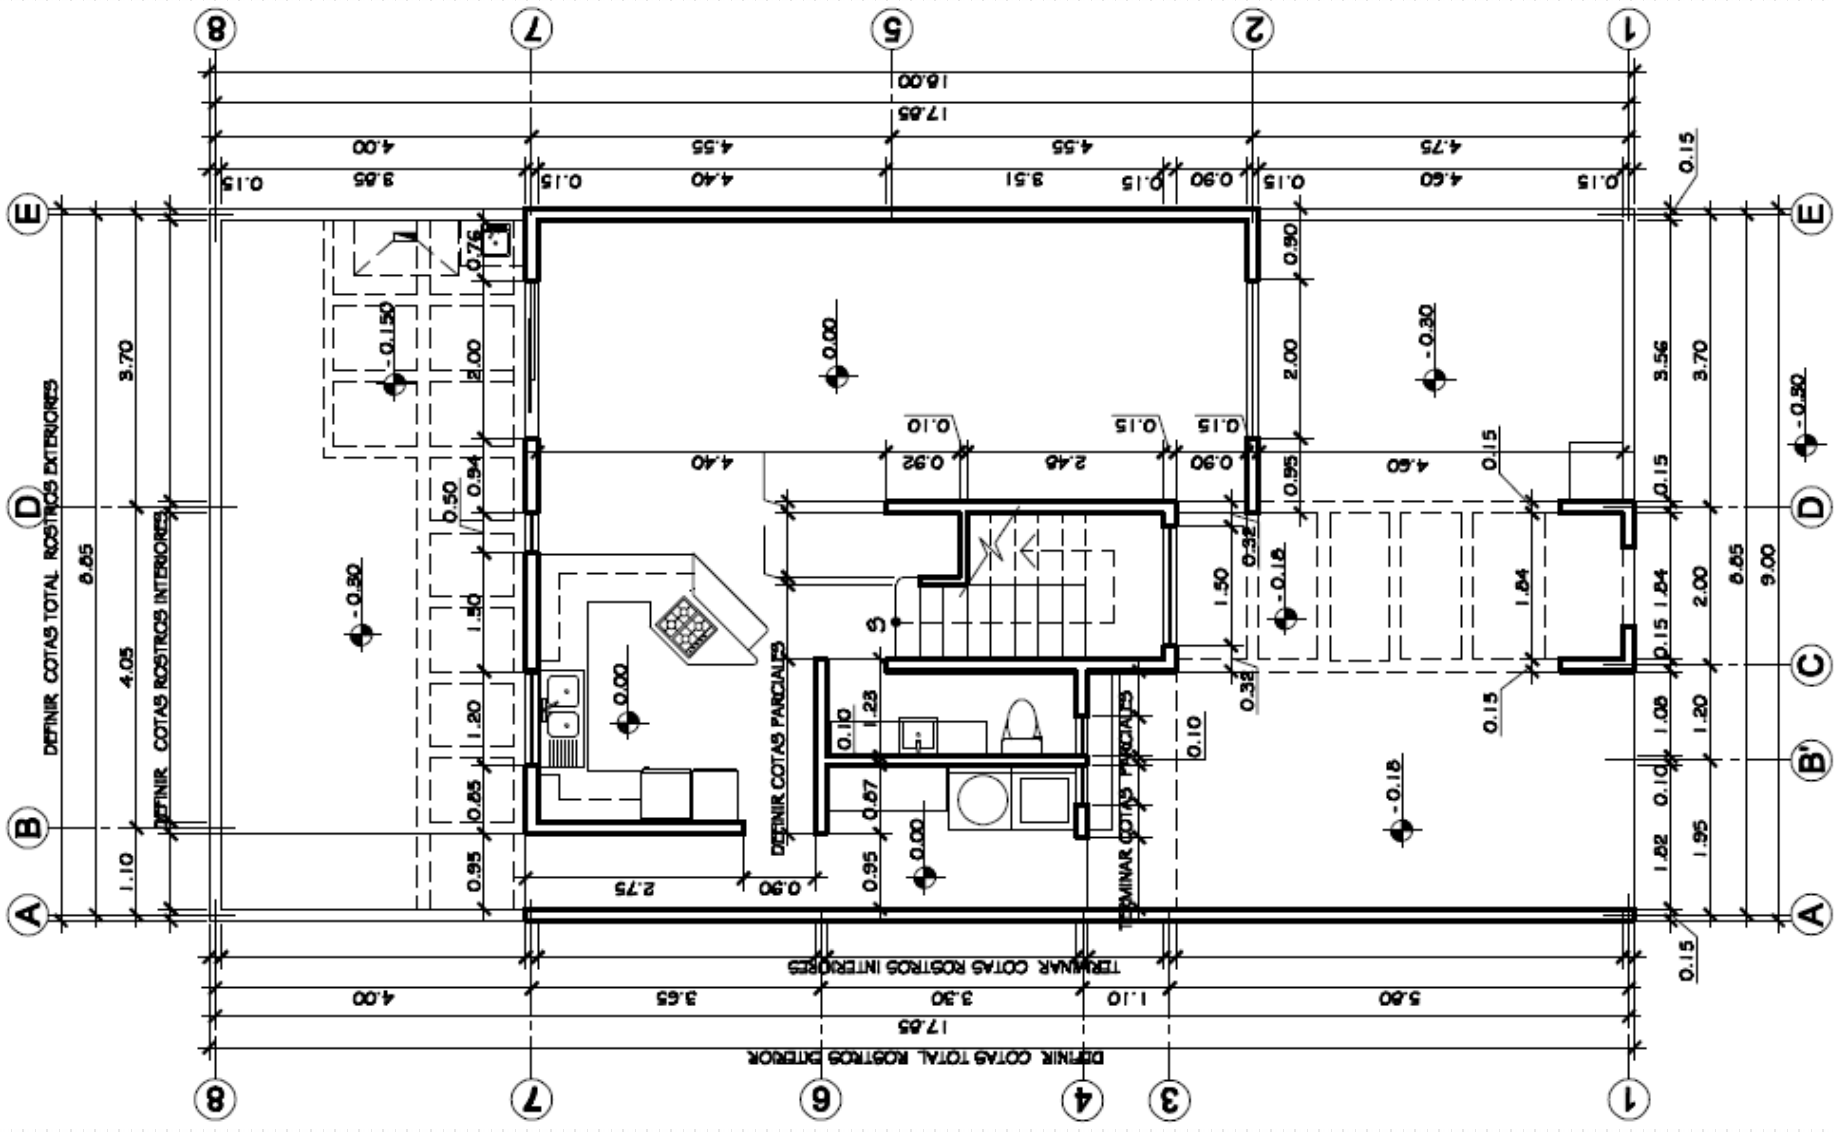 8 7 5 2 1
18.00
17.85
4.00 4.55 4.55 4.75
0.15 3.85 0.15 4.40 3.51 0.15 0.90 0.15 4.60 0.15
0.15
E E
DEFINIR COTAS TOTAL ROSTROS EXTERIORES
8.85
3.70
4.05
1.10
DEFINIR COTAS ROSTROS INTERIORES
D
B
A
0.76
2.00
0.94
0.50
1.50
1.20
0.85
0.95
- 0.150
- 0.30
0.00
0.10 0.15 0.15
4.40 0.92 2.48 0.90 4.60
0.90
2.00
0.95
- 0.30
0.15
S
0.00
DEFINIR COTAS PARCIALES
0.10
1.28
0.87
0.95
0.00
2.75 0.90
TERMINAR COTAS PARCIALES
0.10
1.50
0.32
0.32
- 0.18
1.84
0.15
- 0.18
3.56
0.15
1.84
0.15
1.08
0.10
1.82
0.15
3.70
2.00
1.20
1.95
8.85
9.00
- 0.30
D
C
B'
A
TERMINAR COTAS ROSTROS INTERIORES
4.00 3.65 3.30 1.10 5.80
17.85
DEFINIR COTAS TOTAL ROSTROS EXTERIOR
8 7 6 4 3 1